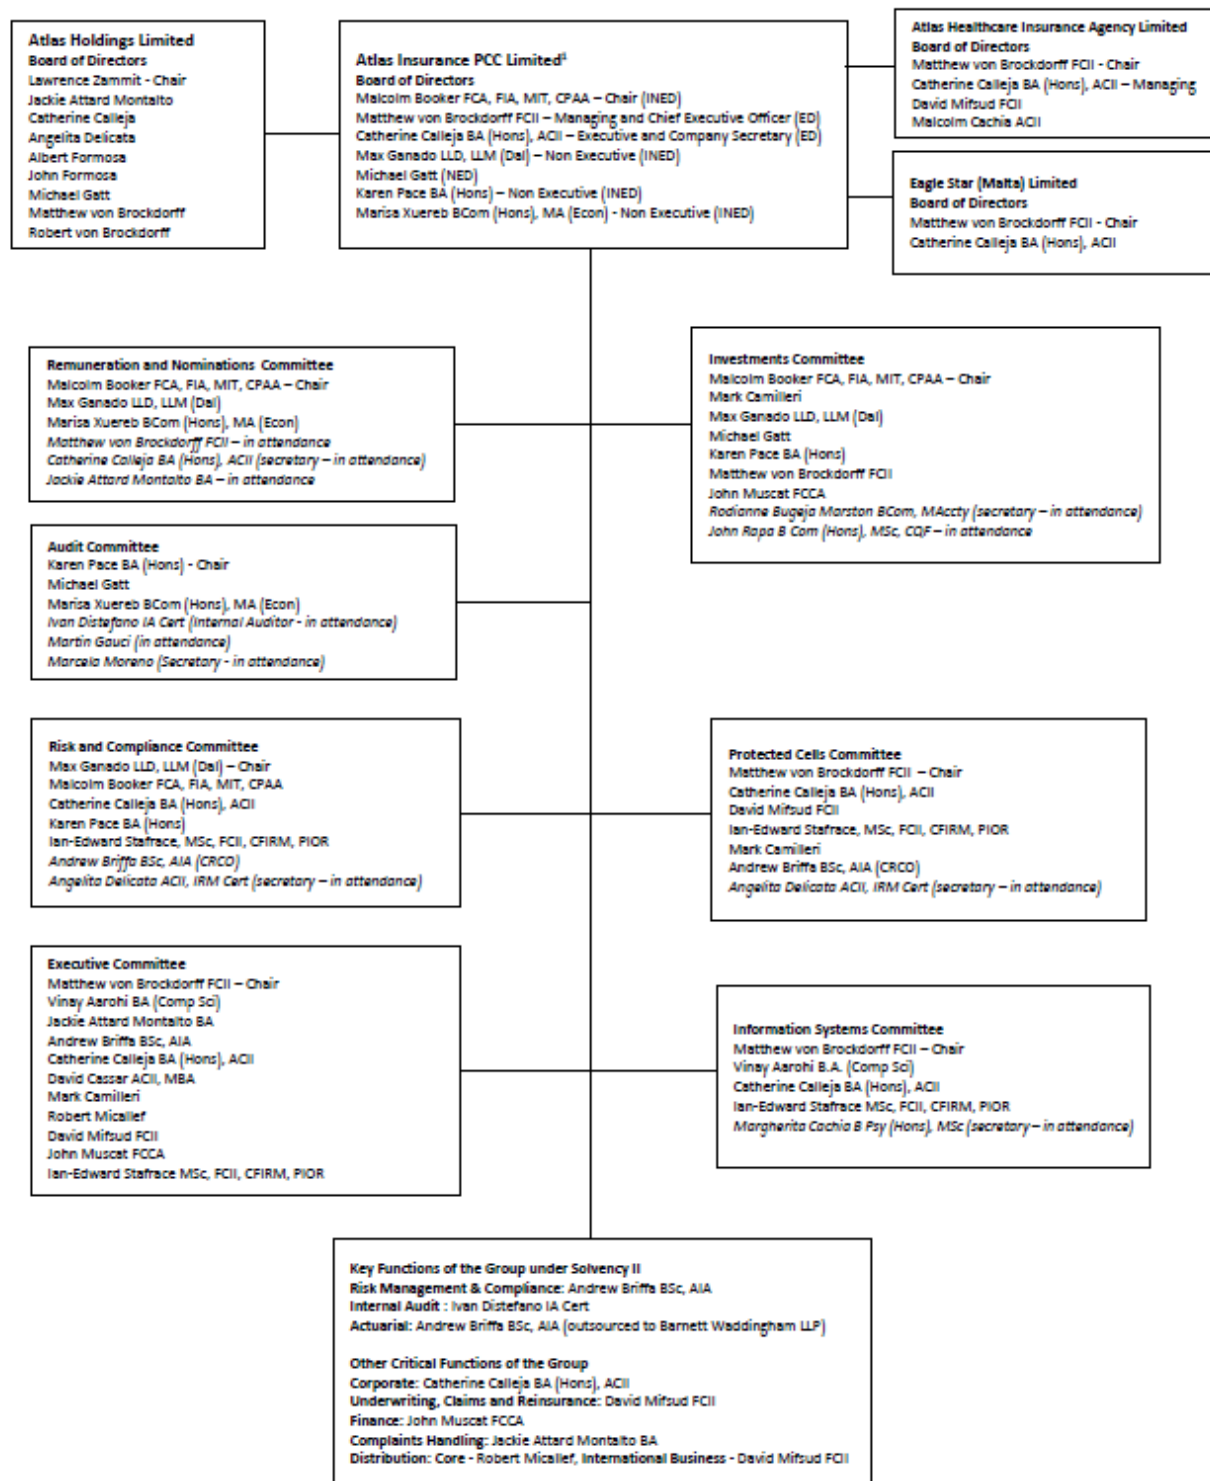 Atlas Holdings Limited
Board of Directors
Lawrence Zammit - Chair
Jackie Attard Montalto
Catherine Calleja
Angelita Delicata
Albert Formosa
John Formosa
Michael Gatt
Matthew von Brockdorff
Robert von Brockdorff
Atlas Insurance PCC Limited¹
Board of Directors
Malcolm Booker FCA, FIA, MIT, CPAA – Chair (INED)
Matthew von Brockdorff FCII – Managing and Chief Executive Officer (ED)
Catherine Calleja BA (Hons), ACII – Executive and Company Secretary (ED)
Max Ganado LLD, LLM (Dal) – Non Executive (INED)
Michael Gatt (NED)
Karen Pace BA (Hons) – Non Executive (INED)
Marisa Xuereb BCom (Hons), MA (Econ) - Non Executive (INED)
Atlas Healthcare Insurance Agency Limited
Board of Directors
Matthew von Brockdorff FCII - Chair
Catherine Calleja BA (Hons), ACII – Managing
David Mifsud FCII
Malcolm Cachia ACII
Eagle Star (Malta) Limited
Board of Directors
Matthew von Brockdorff FCII - Chair
Catherine Calleja BA (Hons), ACII
Remuneration and Nominations Committee
Malcolm Booker FCA, FIA, MIT, CPAA – Chair
Max Ganado LLD, LLM (Dal)
Marisa Xuereb BCom (Hons), MA (Econ)
Matthew von Brockdorff FCII – in attendance
Catherine Calleja BA (Hons), ACII (secretary – in attendance)
Jackie Attard Montalto BA – in attendance
Investments Committee
Malcolm Booker FCA, FIA, MIT, CPAA – Chair
Mark Camilleri
Max Ganado LLD, LLM (Dal)
Michael Gatt
Karen Pace BA (Hons)
Matthew von Brockdorff FCII
John Muscat FCCA
Rodianne Bugeja Marston BCom, MAccty (secretary – in attendance)
John Rapa B Com (Hons), MSc, CQF – in attendance
Audit Committee
Karen Pace BA (Hons) - Chair
Michael Gatt
Marisa Xuereb BCom (Hons), MA (Econ)
Ivan Distefano IA Cert (Internal Auditor - in attendance)
Martin Gauci (in attendance)
Marcela Moreno (Secretary - in attendance)
Risk and Compliance Committee
Max Ganado LLD, LLM (Dal) – Chair
Malcolm Booker FCA, FIA, MIT, CPAA
Catherine Calleja BA (Hons), ACII
Karen Pace BA (Hons)
Ian-Edward Stafrace, MSc, FCII, CFIRM, PIOR
Andrew Briffa BSc, AIA (CRCO)
Angelita Delicata ACII, IRM Cert (secretary – in attendance)
Protected Cells Committee
Matthew von Brockdorff FCII – Chair
Catherine Calleja BA (Hons), ACII
David Mifsud FCII
Ian-Edward Stafrace, MSc, FCII, CFIRM, PIOR
Mark Camilleri
Andrew Briffa BSc, AIA (CRCO)
Angelita Delicata ACII, IRM Cert (secretary – in attendance)
Executive Committee
Matthew von Brockdorff FCII – Chair
Vinay Aarohi BA (Comp Sci)
Jackie Attard Montalto BA
Andrew Briffa BSc, AIA
Catherine Calleja BA (Hons), ACII
David Cassar ACII, MBA
Mark Camilleri
Robert Micallef
David Mifsud FCII
John Muscat FCCA
Ian-Edward Stafrace MSc, FCII, CFIRM, PIOR
Information Systems Committee
Matthew von Brockdorff FCII – Chair
Vinay Aarohi B.A. (Comp Sci)
Catherine Calleja BA (Hons), ACII
Ian-Edward Stafrace MSc, FCII, CFIRM, PIOR
Margherita Cachia B Psy (Hons), MSc (secretary – in attendance)
Key Functions of the Group under Solvency II
Risk Management & Compliance: Andrew Briffa BSc, AIA
Internal Audit : Ivan Distefano IA Cert
Actuarial: Andrew Briffa BSc, AIA (outsourced to Barnett Waddingham LLP)
Other Critical Functions of the Group
Corporate: Catherine Calleja BA (Hons), ACII
Underwriting, Claims and Reinsurance: David Mifsud FCII
Finance: John Muscat FCCA
Complaints Handling: Jackie Attard Montalto BA
Distribution: Core - Robert Micallef, International Business - David Mifsud FCII